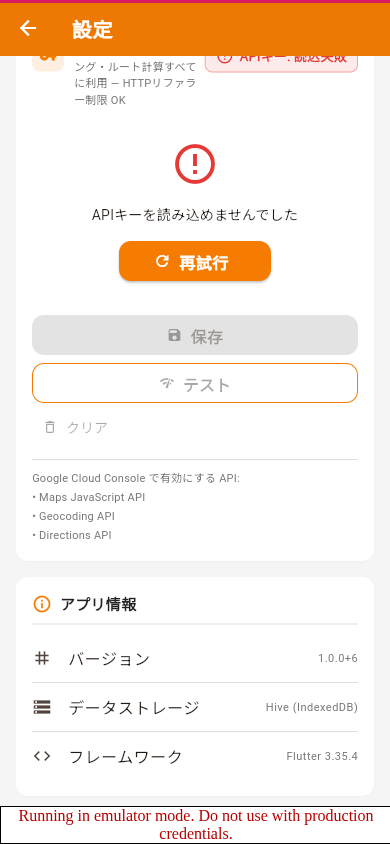 設定
APIキー: 読込失敗
ング・ルート計算すべて
に利用 — HTTPリファラ
ー制限 OK
APIキーを読み込めませんでした
再試行
保存
テスト
クリア
Google Cloud Console で有効にする API:
• Maps JavaScript API
• Geocoding API
• Directions API
アプリ情報
バージョン 1.0.0+6
データストレージ Hive (IndexedDB)
フレームワーク Flutter 3.35.4
Running in emulator mode. Do not use with production
credentials.